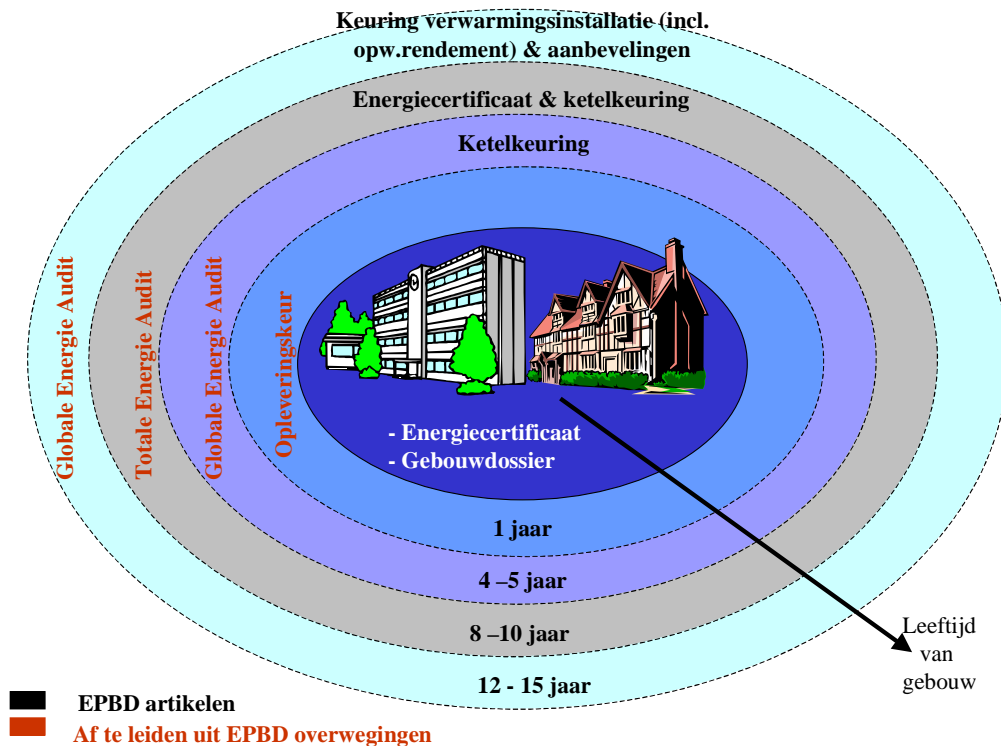 Keuring verwarmingsinstallatie (incl.
opw.rendement) & aanbevelingen
Energiecertificaat & ketelkeuring
Ketelkeuring
Globale Energie Audit
Totale Energie Audit
Globale Energie Audit
Opleveringskeur
- Energiecertificaat
- Gebouwdossier
1 jaar
4 –5 jaar
8 –10 jaar
12 - 15 jaar
Leeftijd
van
gebouw
EPBD artikelen
Af te leiden uit EPBD overwegingen